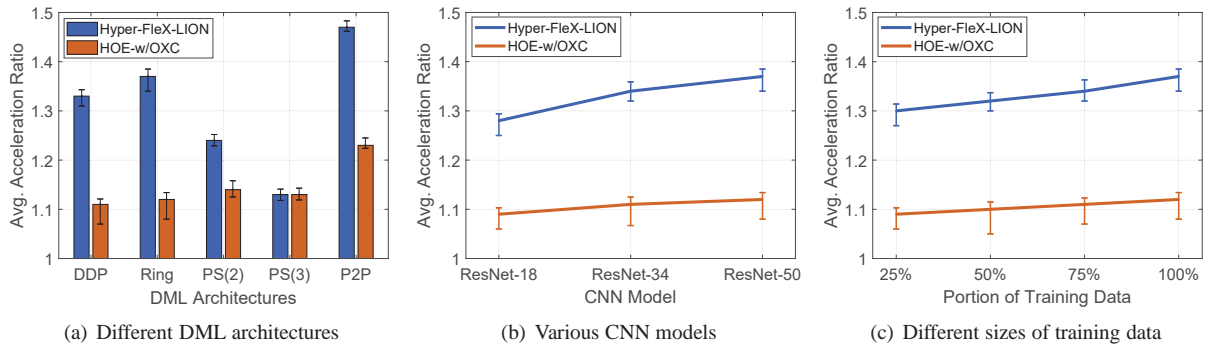 Avg. Acceleration Ratio
1.5
1.4
1.3
1.2
1.1
1
Hyper-FleX-LION
HOE-w/OXC
DDP Ring PS(2) PS(3) P2P
DML Architectures
(a) Different DML architectures
Avg. Acceleration Ratio
1.5
1.4
1.3
1.2
1.1
1
Hyper-FleX-LION
HOE-w/OXC
ResNet-18 ResNet-34 ResNet-50
CNN Model
(b) Various CNN models
Avg. Acceleration Ratio
1.5
1.4
1.3
1.2
1.1
1
Hyper-FleX-LION
HOE-w/OXC
25% 50% 75% 100%
Portion of Training Data
(c) Different sizes of training data